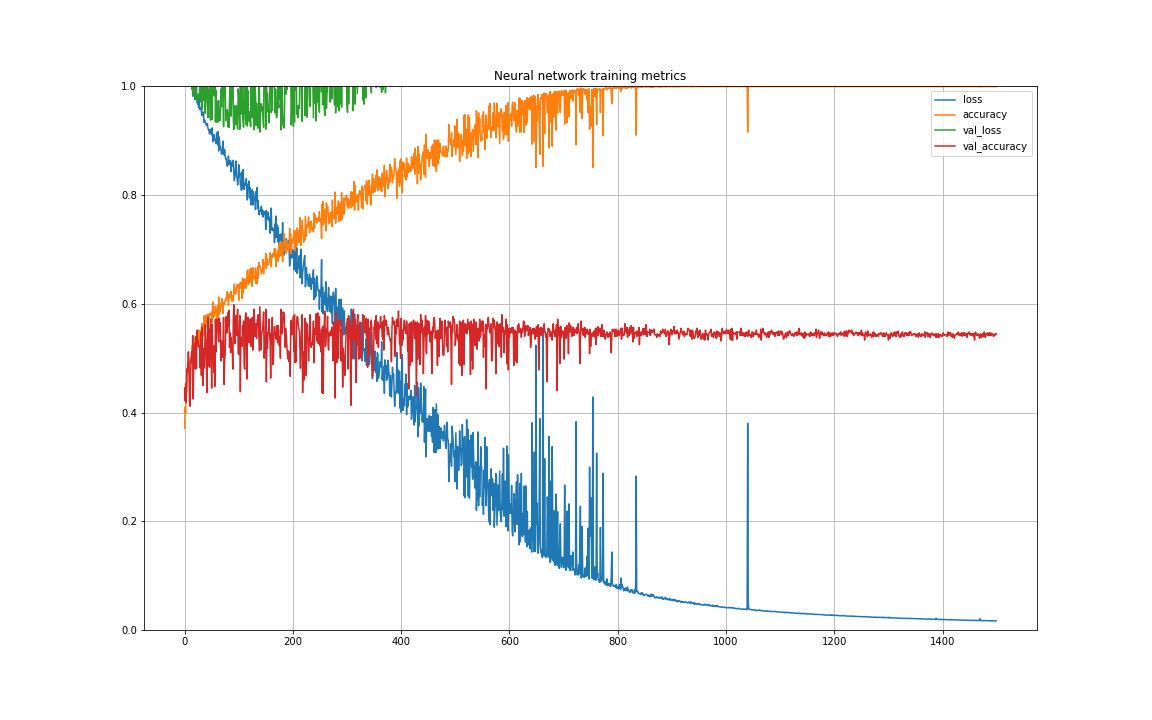 Neural network training metrics
1.0
0.8
0.6
0.4
0.2
0.0
loss
accuracy
val_loss
val_accuracy
0 200 400 600 800 1000 1200 1400